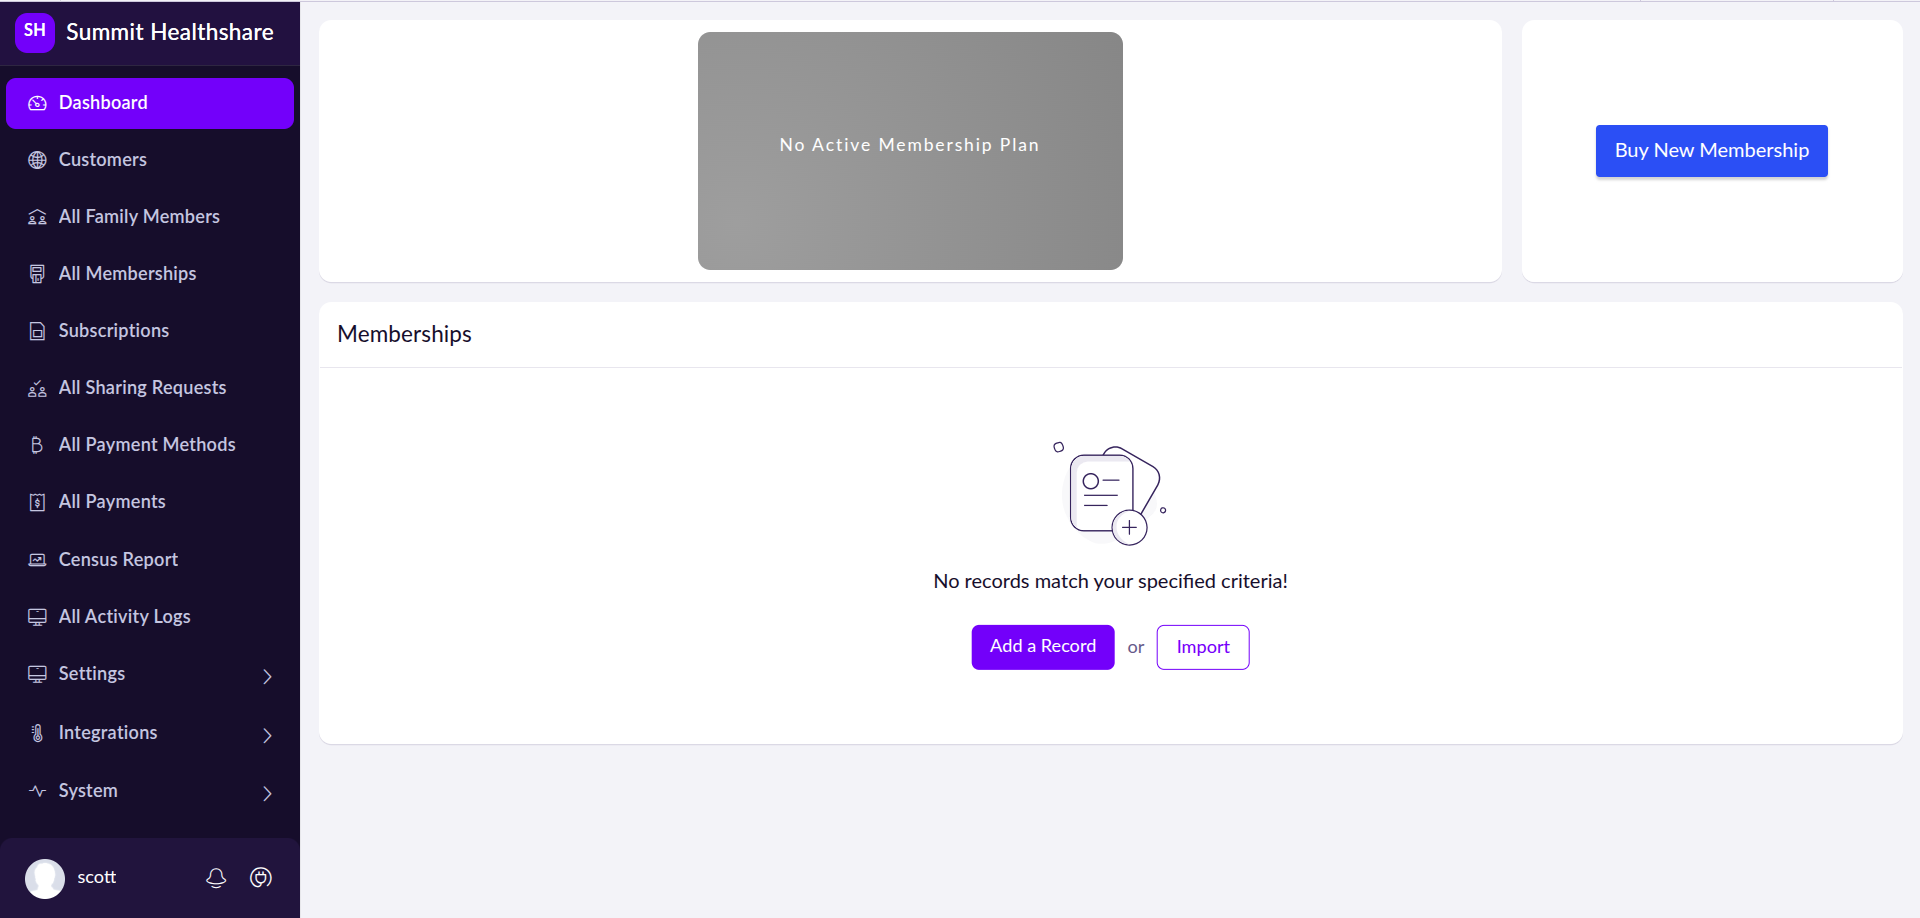 SH Summit Healthshare
Dashboard
Customers
All Family Members
All Memberships
Subscriptions
All Sharing Requests
All Payment Methods
All Payments
Census Report
All Activity Logs
Settings
Integrations
System
scott
No Active Membership Plan
Buy New Membership
Memberships
No records match your specified criteria!
Add a Record or Import